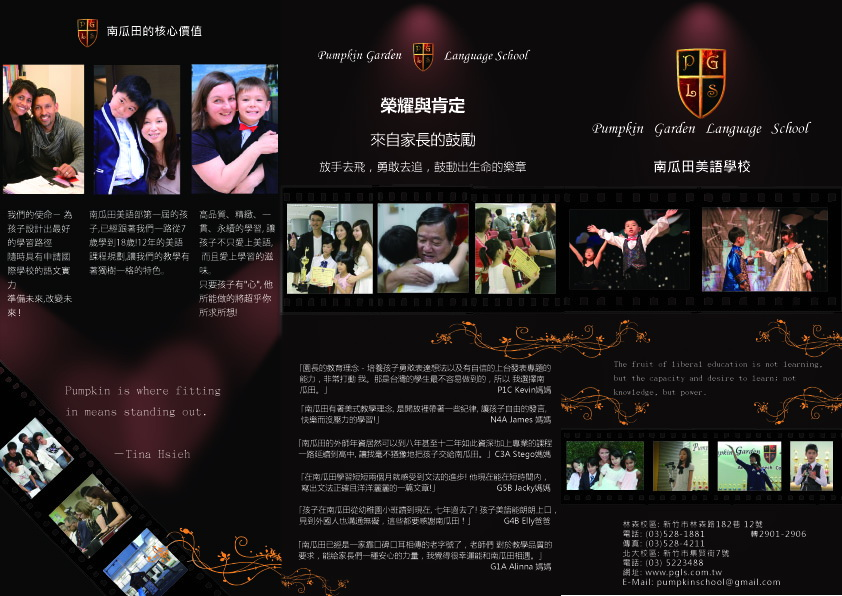 南瓜田的核心價值
我們的使命－ 為
孩子設計出最好
的學習路徑
隨時具有申請國
際學校的語文實
力
準備未來,改變未
來！
南瓜田美語部第一屆的孩
子,已經跟著我們一路從7
歲學到18歲!12年的美語
課程規劃,讓我們的教學有
著獨樹一格的特色。
高品質、精緻、一
貫、永續的學習, 讓
孩子不只愛上美語,
而且愛上學習的滋
味。
只要孩子有"心", 他
所能做的將超乎你
所求所想!
Pumpkin is where fitting
in means standing out.
－Tina Hsieh
Pumpkin Garden Language School
榮耀與肯定
來自家長的鼓勵
放手去飛，勇敢去追，鼓動出生命的樂章
「園長的教育理念 - 培養孩子勇敢表達想法以及有自信的上台發表專題的
能力，非常打動 我。那是台灣的學生最不容易做到的，所以 我選擇南
瓜田。」 P1C Kevin媽媽
「南瓜田有著美式教學理念, 是開放裡帶著一些紀律, 讓孩子自由的發言,
快樂而沒壓力的學習!」 N4A James 媽媽
「南瓜田的外師年資居然可以到八年甚至十二年如此資深!加上專業的課程
一路延續到高中, 讓我毫不猶豫地把孩子交給南瓜田。」C3A Stego媽媽
「在南瓜田學習短短兩個月就感受到文法的進步! 他現在能在短時間內，
寫出文法正確且洋洋灑灑的一篇文章!」 G5B Jacky媽媽
「孩子在南瓜田從幼稚園小班讀到現在, 七年過去了! 孩子美語能朗朗上口，
見到外國人也溝通無礙，這些都要感謝南瓜田！」 G4B Elly爸爸
「南瓜田已經是一家靠口碑口耳相傳的老字號了，老師們 對於教學品質的
要求，能給家長們一種安心的力量，我覺得很幸運能和南瓜田相遇。」
G1A Alinna 媽媽
P G
L S
Pumpkin Garden Language School
南瓜田美語學校
The fruit of liberal education is not learning,
but the capacity and desire to learn; not
knowledge, but power.
林森校區: 新竹市林森路182巷 12號
電話: (03)528-1881 轉2901-2906
傳真: (03)528-4211
北大校區: 新竹市集賢街7號
電話: (03) 5223488
網址: www.pgls.com.tw
E-Mail: pumpkinschool@gmail.com